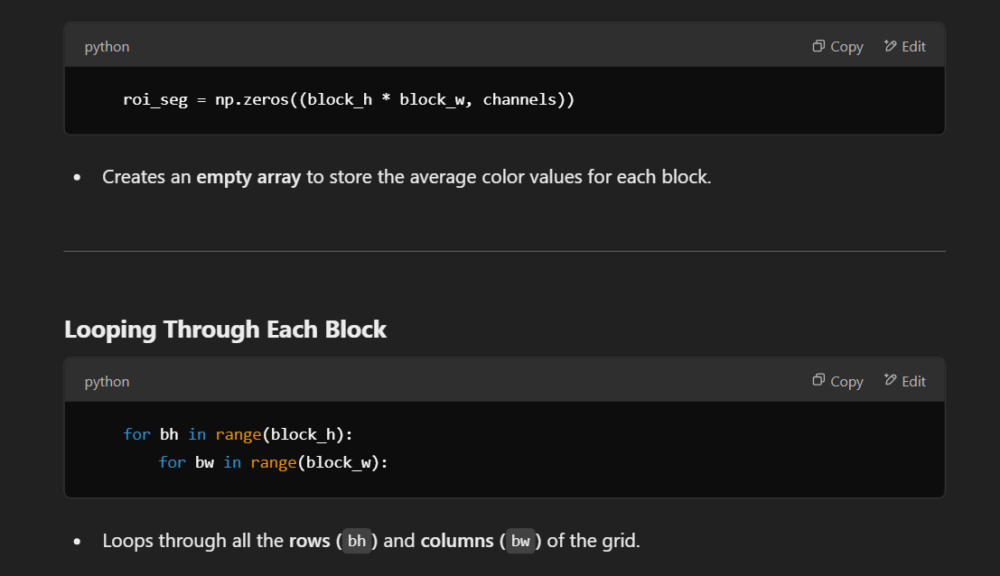 python Copy Edit
roi_seg = np.zeros((block_h * block_w, channels))
• Creates an empty array to store the average color values for each block.
Looping Through Each Block
python Copy Edit
for bh in range(block_h):
    for bw in range(block_w):
• Loops through all the rows (bh) and columns (bw) of the grid.